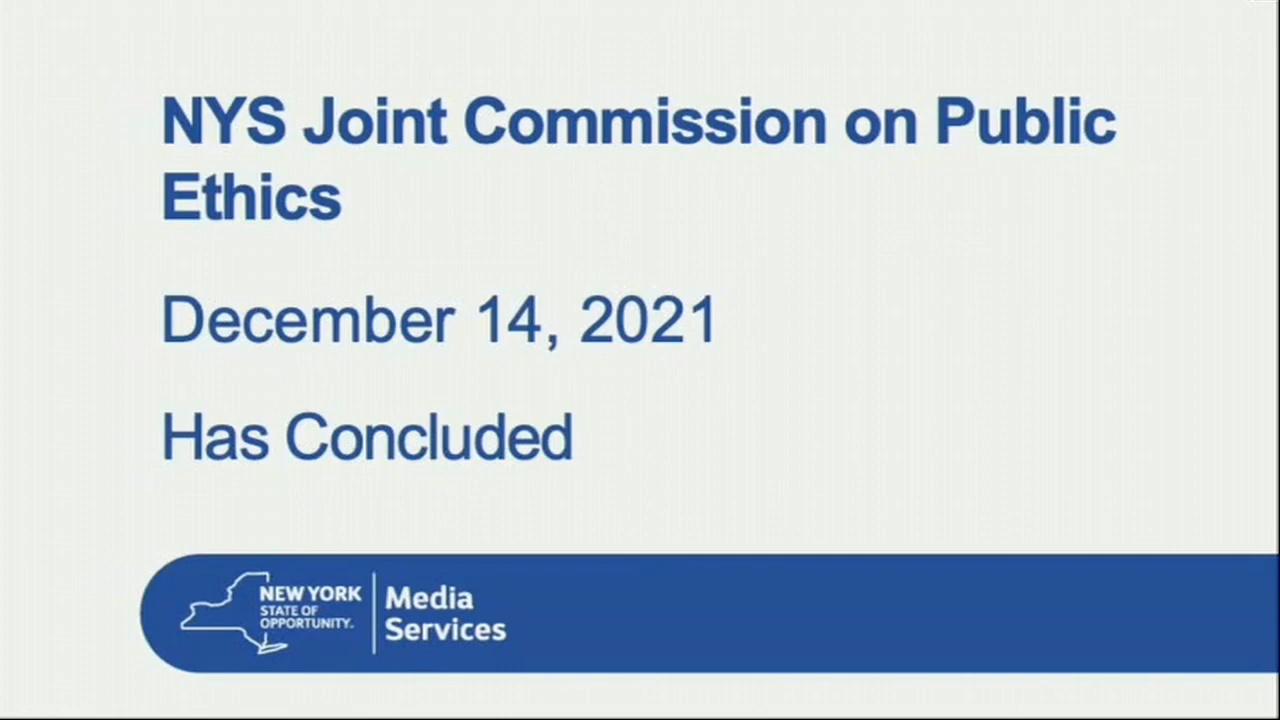 NYS Joint Commission on Public
Ethics
December 14, 2021
Has Concluded
NEW YORK
STATE OF
OPPORTUNITY.
Media
Services